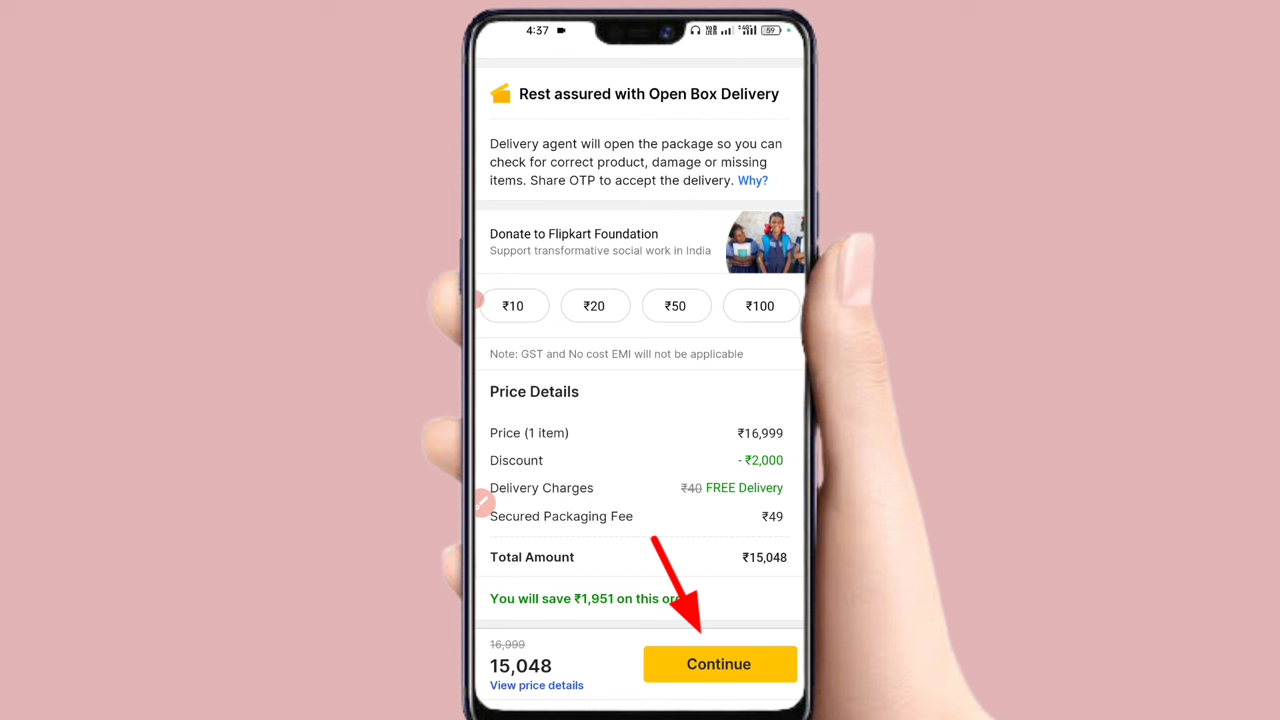 4:37
VoD LTE 4G 59
Rest assured with Open Box Delivery
Delivery agent will open the package so you can
check for correct product, damage or missing
items. Share OTP to accept the delivery. Why?
Donate to Flipkart Foundation
Support transformative social work in India
₹10 ₹20 ₹50 ₹100
Note: GST and No cost EMI will not be applicable
Price Details
Price (1 item) ₹16,999
Discount - ₹2,000
Delivery Charges ₹40 FREE Delivery
Secured Packaging Fee ₹49
Total Amount ₹15,048
You will save ₹1,951 on this or
16,999
15,048
Continue
View price details